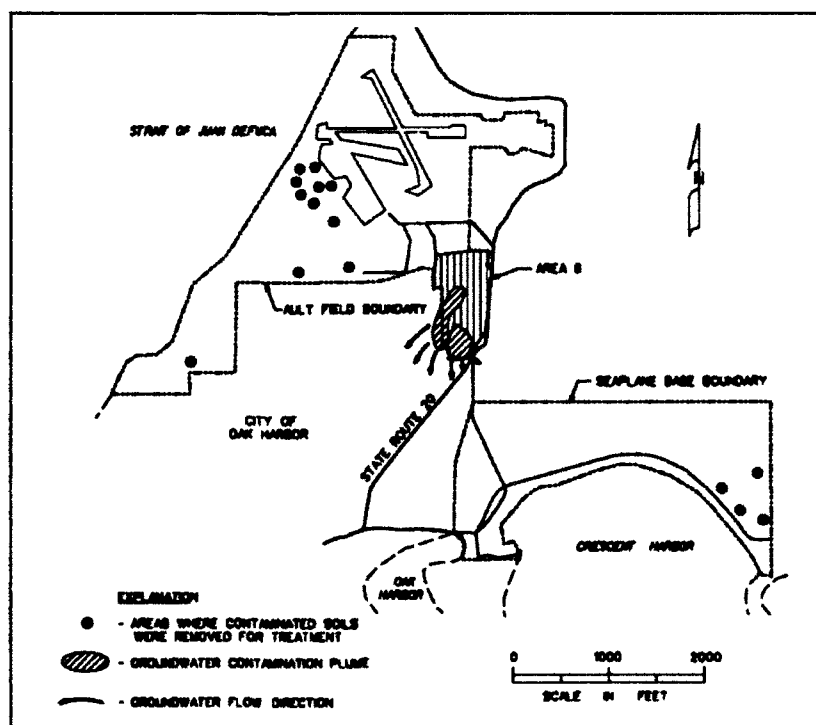 STRAIT OF JUAN DEFUCA
N
AREA 6
AULT FIELD BOUNDARY
SEAPLANE BASE BOUNDARY
CITY OF
OAK HARBOR
STATE ROUTE 20
CRESCENT HARBOR
OAK
HARBOR
EXPLANATION
- AREAS WHERE CONTAMINATED SOILS
WERE REMOVED FOR TREATMENT
- GROUNDWATER CONTAMINATION PLUME
- GROUNDWATER FLOW DIRECTION
0 1000 2000
SCALE IN FEET